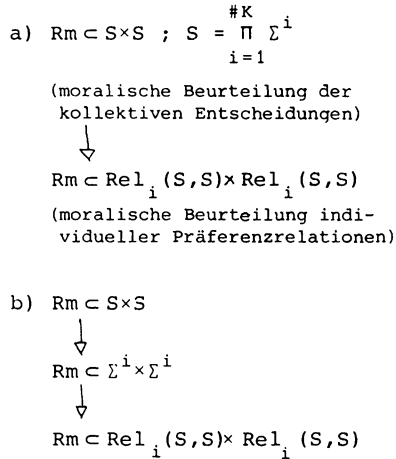 #K
a) Rm ⊂ S×S ; S = Π Σ^i
i=1
(moralische Beurteilung der
kollektiven Entscheidungen)
Rm ⊂ Rel_i (S,S)× Rel_i (S,S)
(moralische Beurteilung indi-
vidueller Präferenzrelationen)
b) Rm ⊂ S×S
Rm ⊂ Σ^i × Σ^i
Rm ⊂ Rel_i (S,S)× Rel_i (S,S)